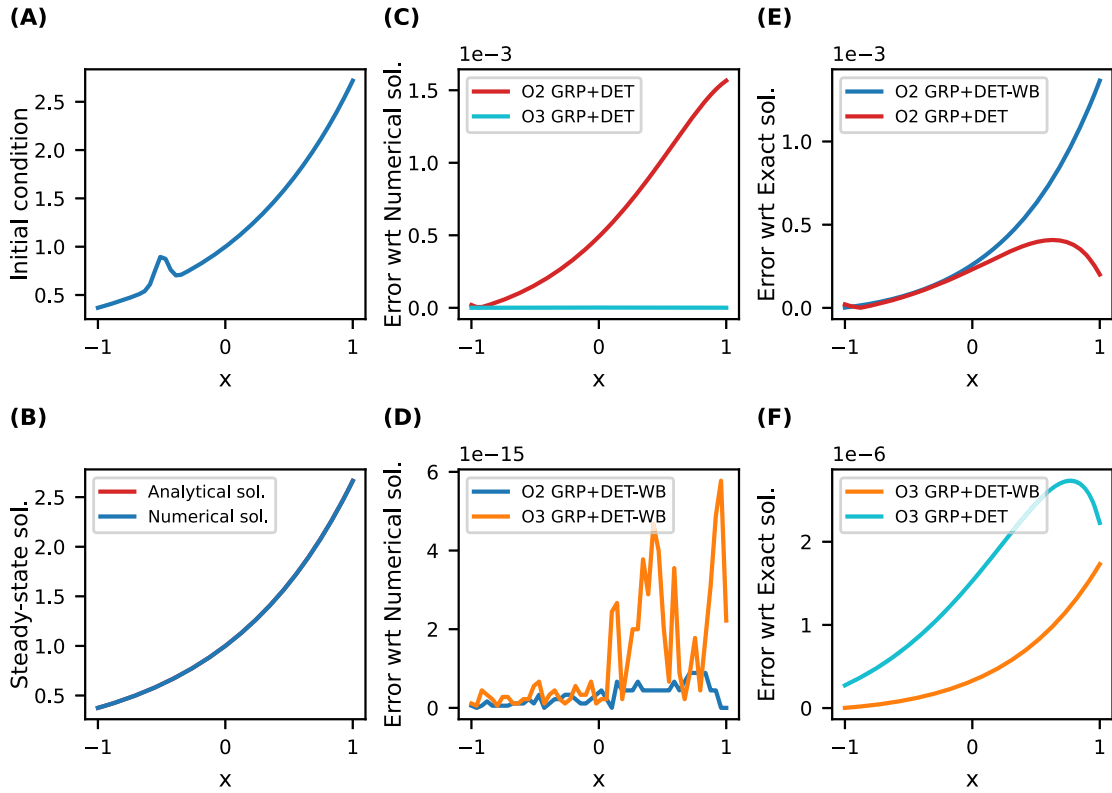 (A)
Initial condition
2.5
2.0
1.5
1.0
0.5
−1
0
1
x
(C)
1e−3
Error wrt Numerical sol.
1.5
1.0
0.5
0.0
O2 GRP+DET
O3 GRP+DET
−1
0
1
x
(E)
1e−3
Error wrt Exact sol.
1.0
0.5
0.0
O2 GRP+DET-WB
O2 GRP+DET
−1
0
1
x
(B)
Steady-state sol.
2.5
2.0
1.5
1.0
0.5
Analytical sol.
Numerical sol.
−1
0
1
x
(D)
1e−15
Error wrt Numerical sol.
6
4
2
0
O2 GRP+DET-WB
O3 GRP+DET-WB
−1
0
1
x
(F)
1e−6
Error wrt Exact sol.
2
1
0
O3 GRP+DET-WB
O3 GRP+DET
−1
0
1
x